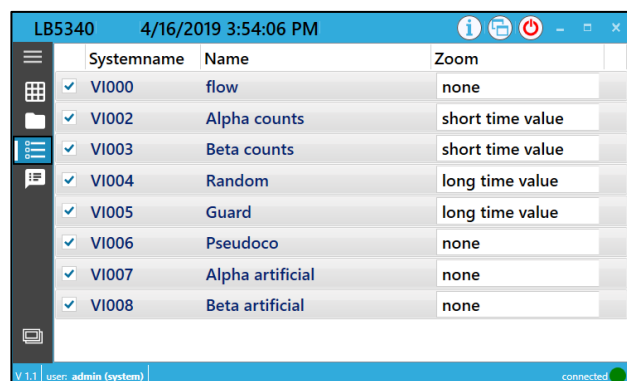 LB5340 4/16/2019 3:54:06 PM
Systemname Name Zoom
VI000 flow none
VI002 Alpha counts short time value
VI003 Beta counts short time value
VI004 Random long time value
VI005 Guard long time value
VI006 Pseudoco none
VI007 Alpha artificial none
VI008 Beta artificial none
V 1.1 user: admin (system) connected